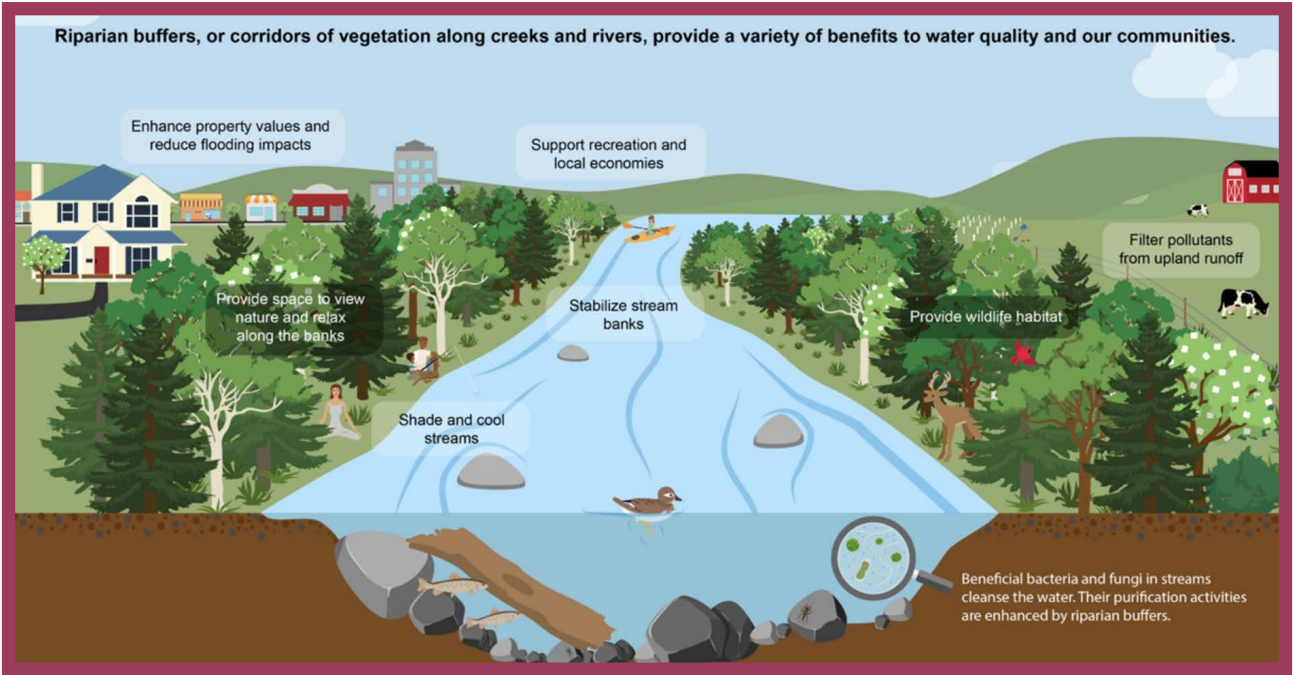 Riparian buffers, or corridors of vegetation along creeks and rivers, provide a variety of benefits to water quality and our communities.
Enhance property values and
reduce flooding impacts
Support recreation and
local economies
Filter pollutants
from upland runoff
Provide space to view
nature and relax
along the banks
Stabilize stream
banks
Provide wildlife habitat
Shade and cool
streams
Beneficial bacteria and fungi in streams
cleanse the water. Their purification activities
are enhanced by riparian buffers.